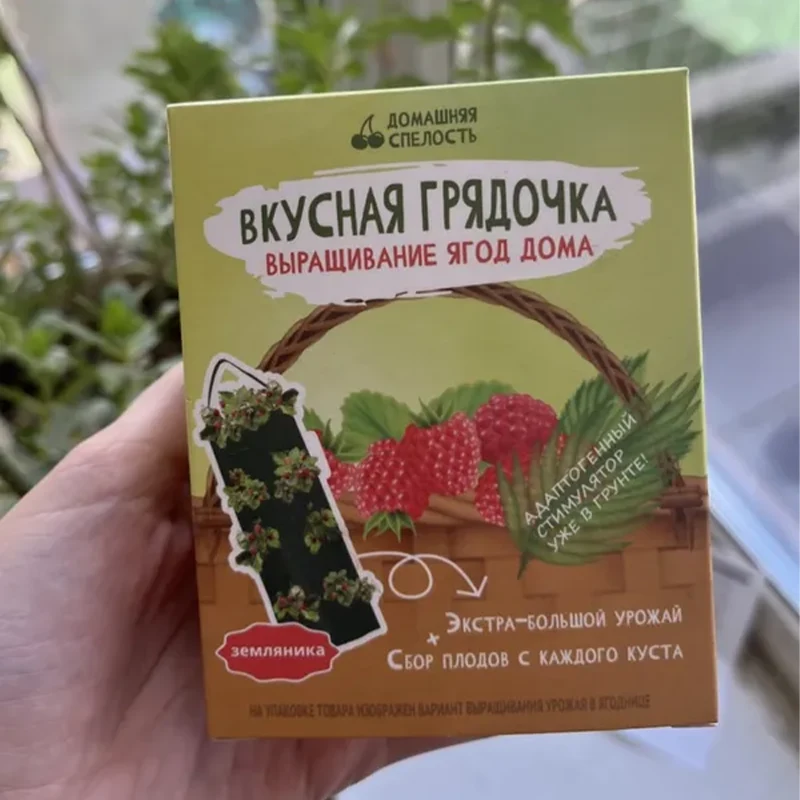 ДОМАШНЯЯ
СПЕЛОСТЬ
ВКУСНАЯ ГРЯДОЧКА
ВЫРАЩИВАНИЕ ЯГОД ДОМА
АДАПТОГЕННЫЙ
СТИМУЛЯТОР
УЖЕ В ГРУНТЕ!
ЭКСТРА-БОЛЬШОЙ УРОЖАЙ
+
СБОР ПЛОДОВ С КАЖДОГО КУСТА
земляника
НА УПАКОВКЕ ТОВАРА ИЗОБРАЖЕН ВАРИАНТ ВЫРАЩИВАНИЯ УРОЖАЯ В ЯГОДНИЦЕ